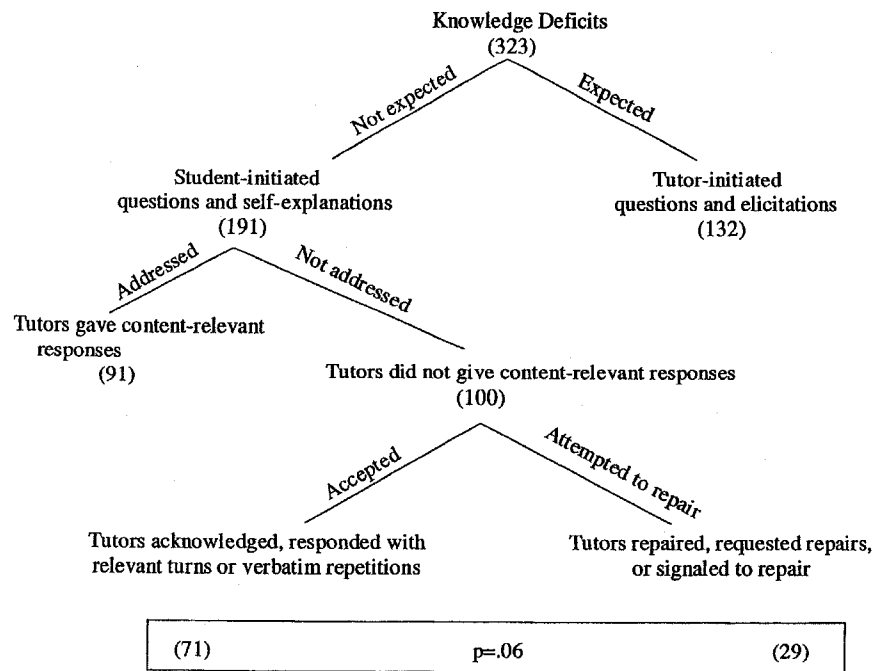 Knowledge Deficits
(323)
Not expected
Expected
Student-initiated
questions and self-explanations
(191)
Tutor-initiated
questions and elicitations
(132)
Addressed
Not addressed
Tutors gave content-relevant
responses
(91)
Tutors did not give content-relevant responses
(100)
Accepted
Attempted to repair
Tutors acknowledged, responded with
relevant turns or verbatim repetitions
Tutors repaired, requested repairs,
or signaled to repair
(71) p=.06 (29)